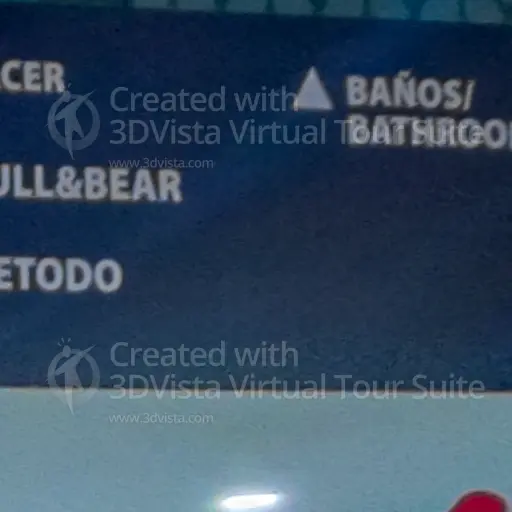 CER
BAÑOS/
BATHROO
ULL&BEAR
ETODO
Created with
3DVista Virtual Tour Suite
www.3dvista.com
Created with
3DVista Virtual Tour Suite
www.3dvista.com